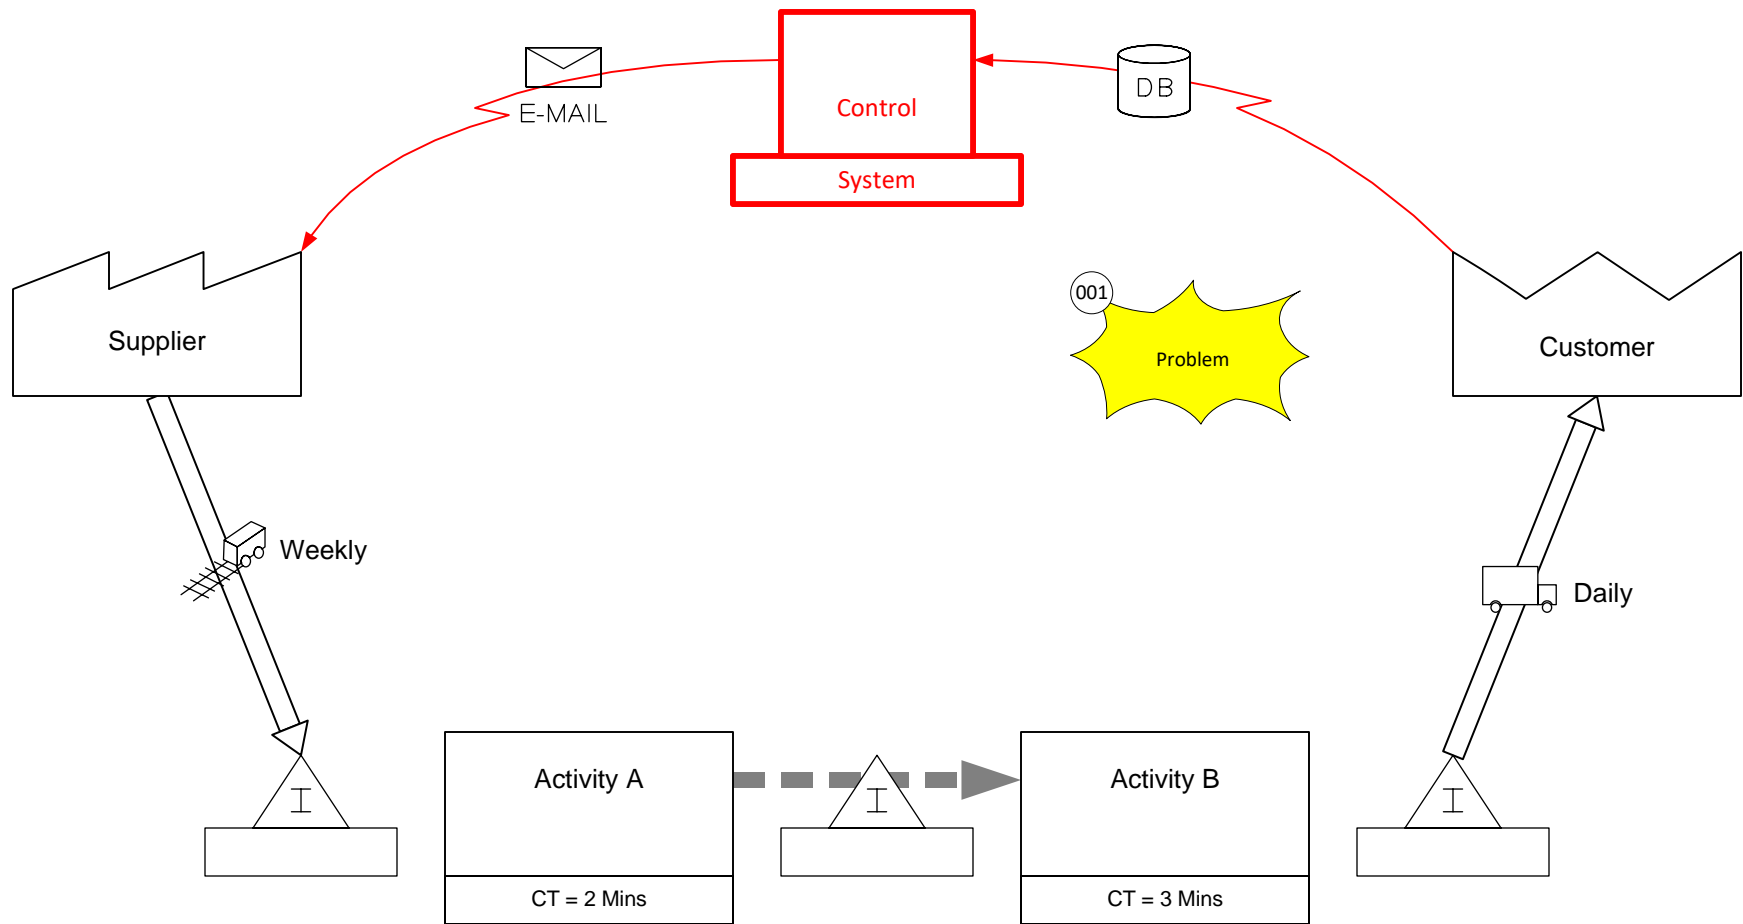 E-MAIL
DB
Control
System
001
Problem
Supplier
Customer
Weekly
Daily
Activity A
Activity B
I
I
I
CT = 2 Mins
CT = 3 Mins